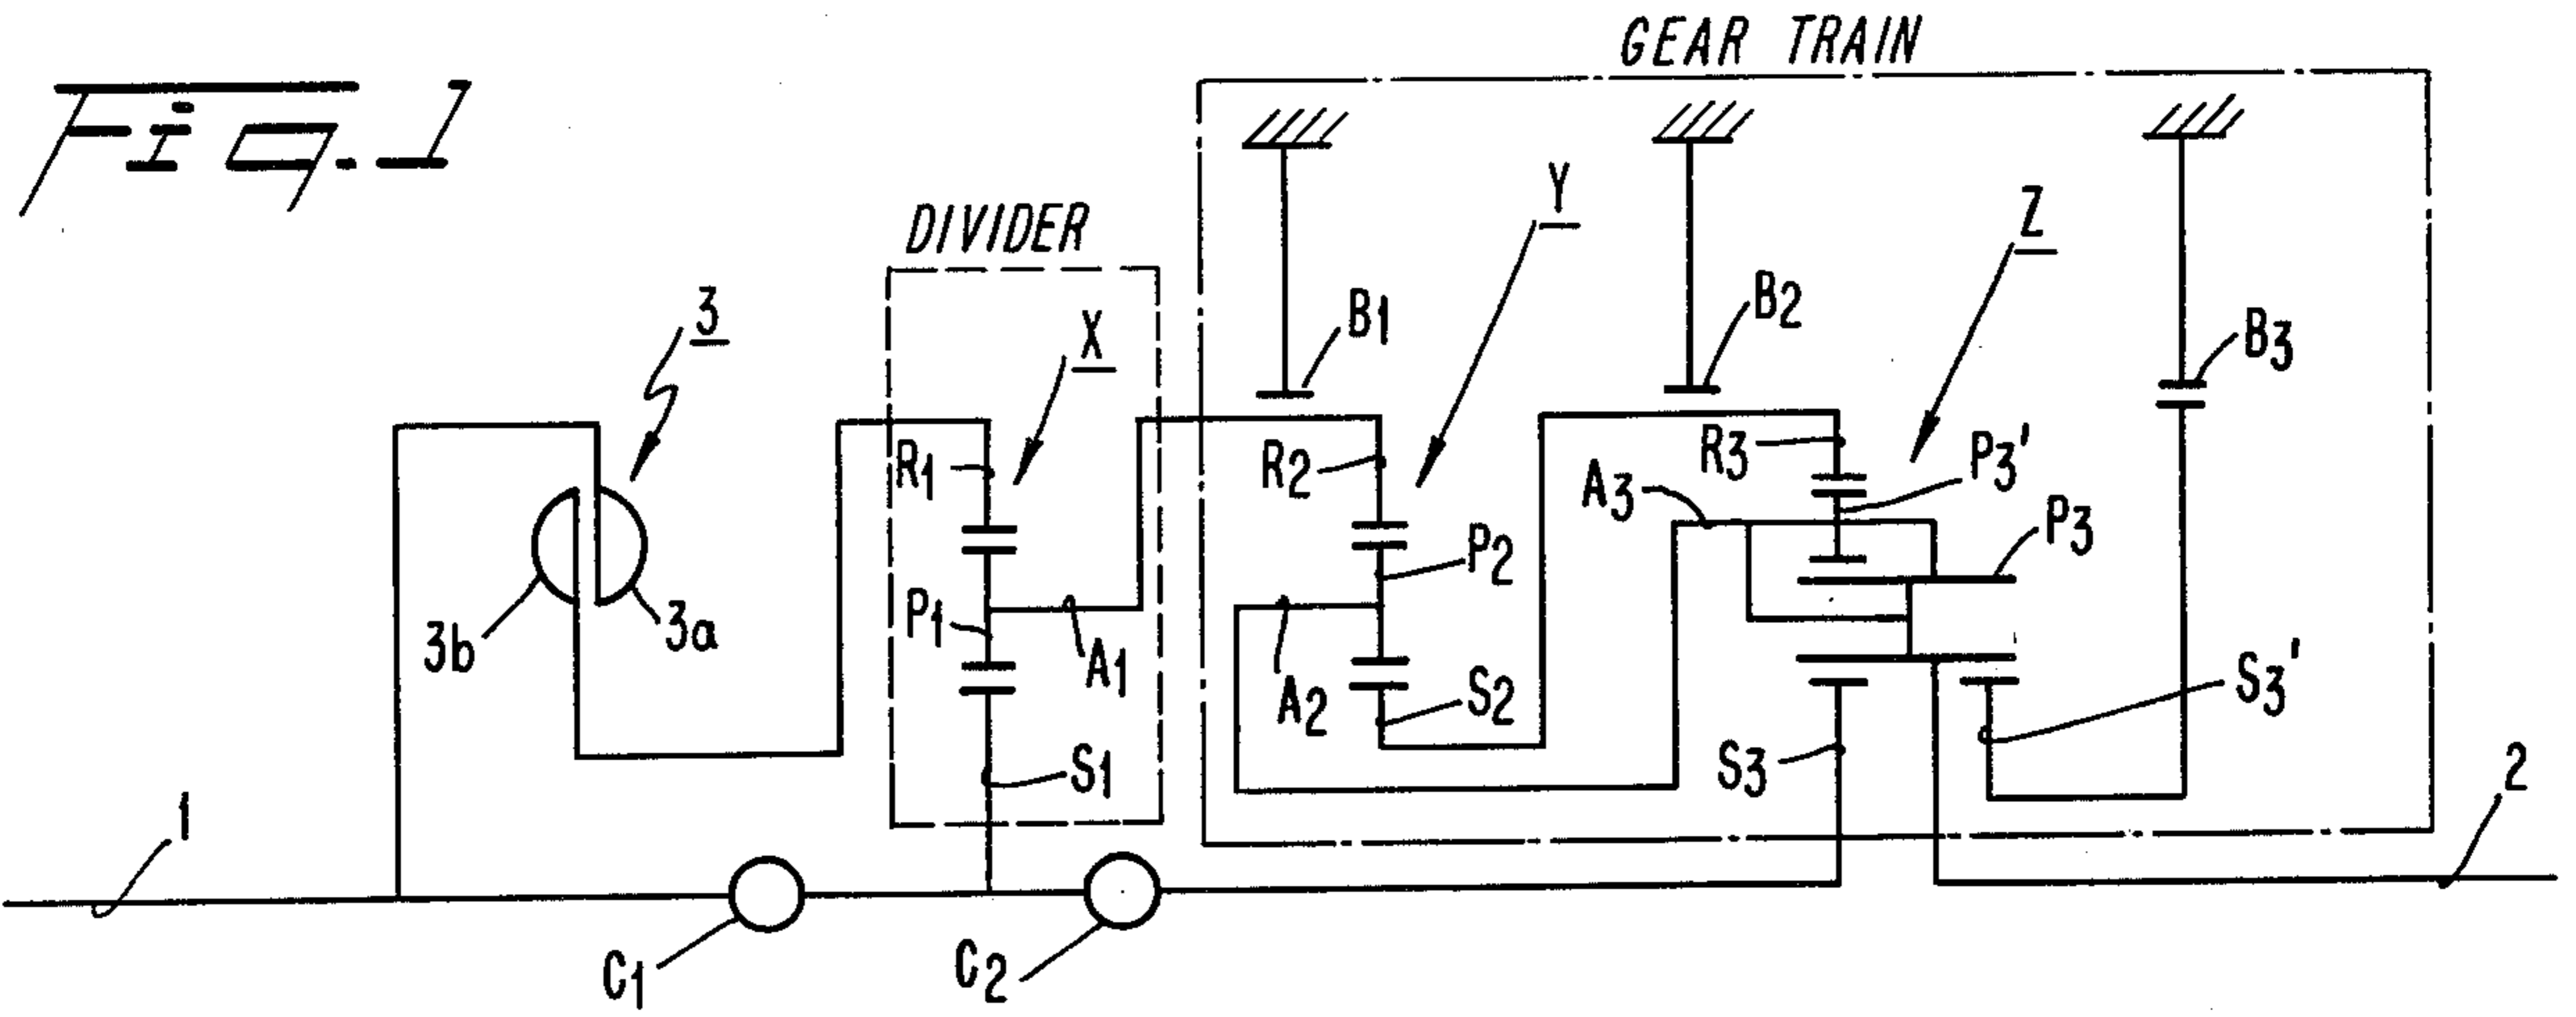 Fig. 1
GEAR TRAIN
DIVIDER
Y
Z
3
X
B1
B2
B3
R1
R2
R3
P3'
A3
P3
P2
3b
3a
P1
A1
A2
S2
S3'
S1
S3
2
1
C1
C2